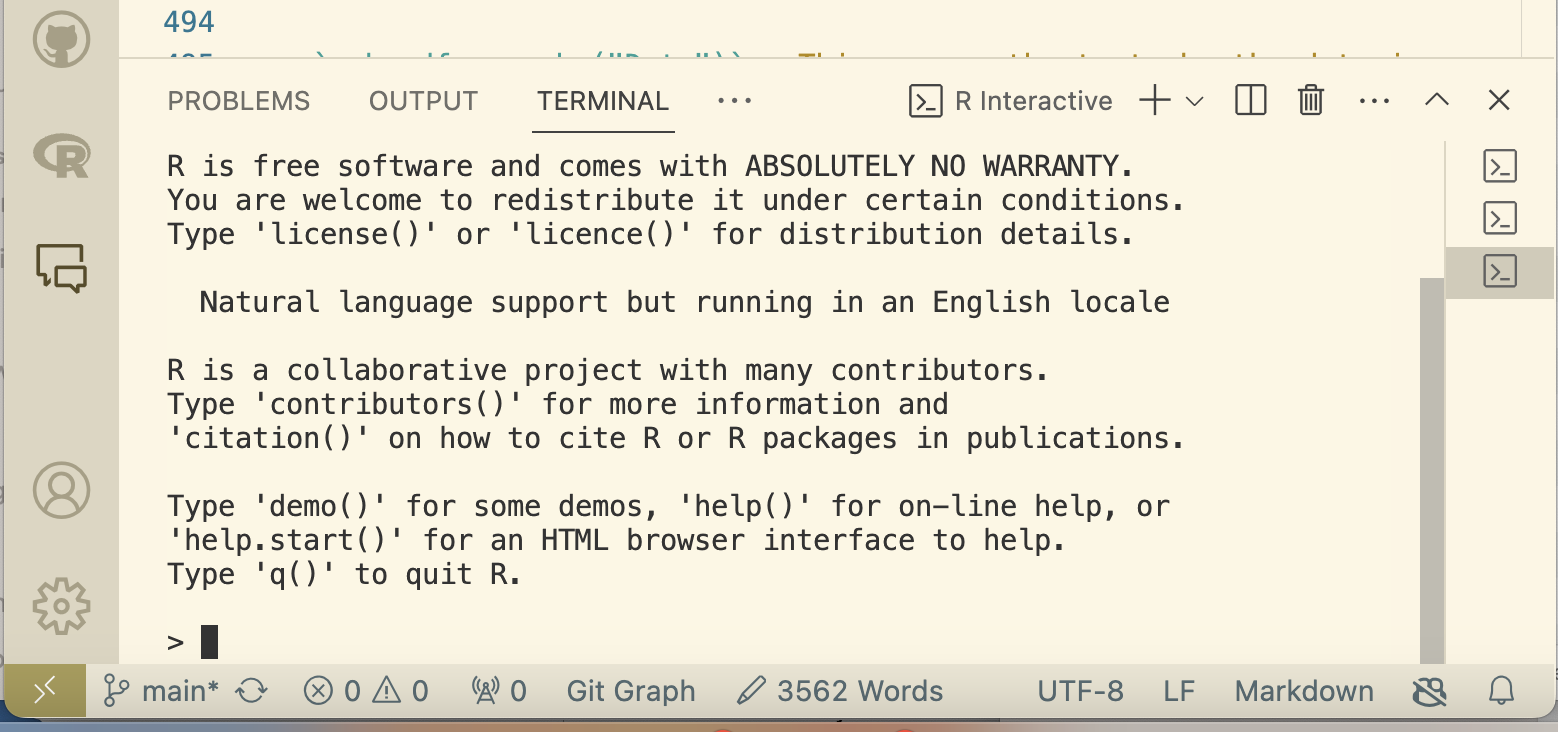 494
PROBLEMS OUTPUT TERMINAL ··· R Interactive
R is free software and comes with ABSOLUTELY NO WARRANTY.
You are welcome to redistribute it under certain conditions.
Type 'license()' or 'licence()' for distribution details.
Natural language support but running in an English locale
R is a collaborative project with many contributors.
Type 'contributors()' for more information and
'citation()' on how to cite R or R packages in publications.
Type 'demo()' for some demos, 'help()' for on-line help, or
'help.start()' for an HTML browser interface to help.
Type 'q()' to quit R.
>
main* 0 0 0 Git Graph 3562 Words UTF-8 LF Markdown